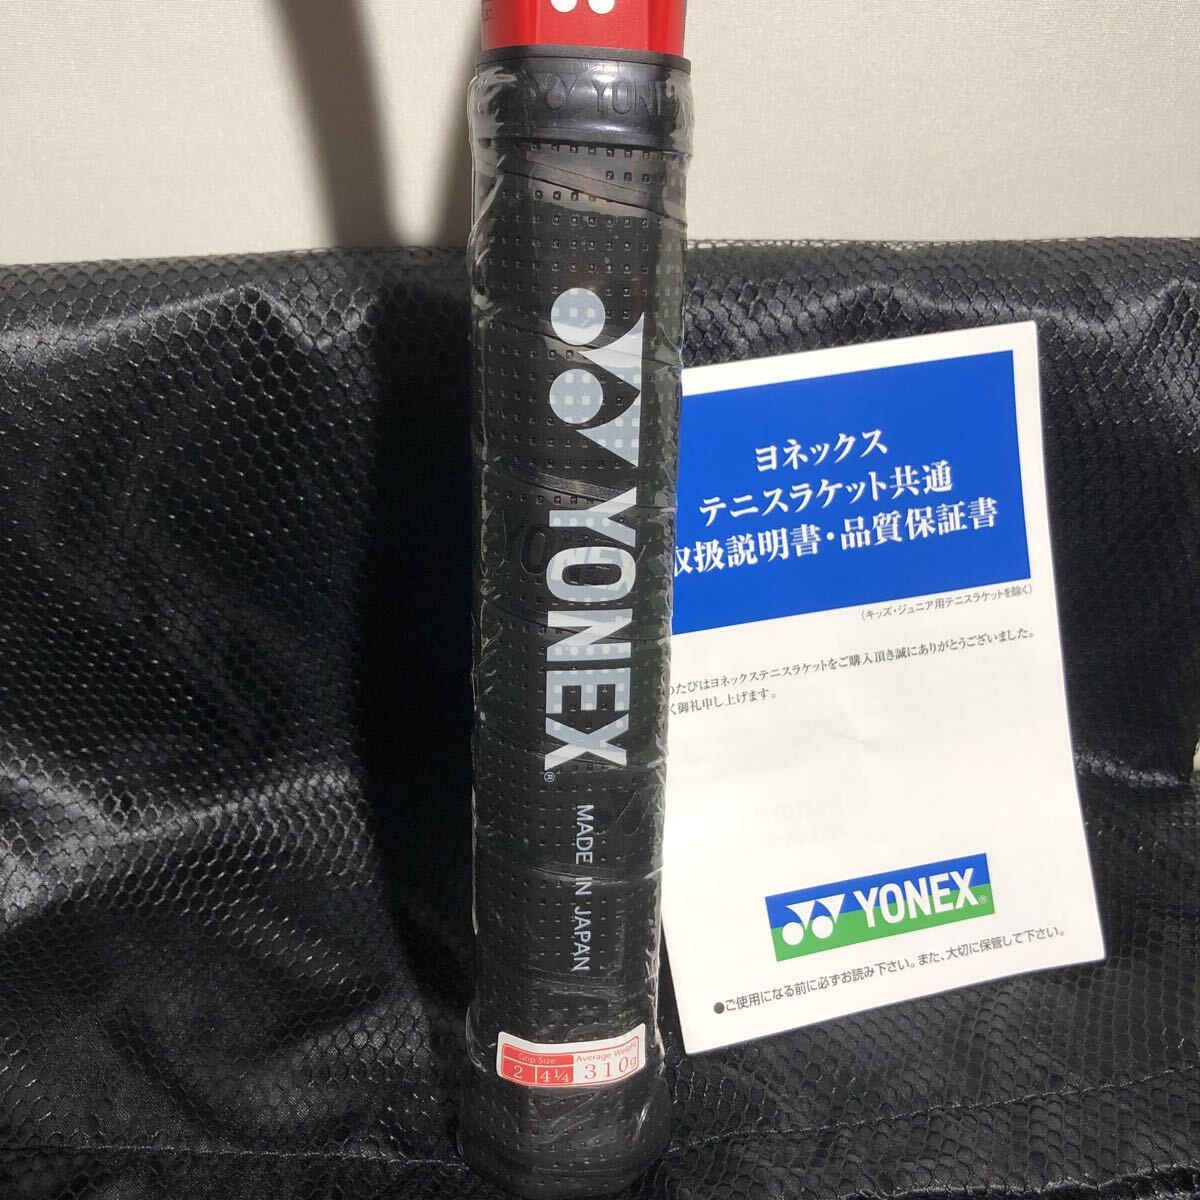 YONEX
YONEX®
MADE IN JAPAN
Grip Size
2 4¼
Average Weight
310g
ヨネックス
テニスラケット共通
取扱説明書・品質保証書
(キッズ・ジュニア用テニスラケットを除く)
のたびはヨネックステニスラケットをご購入頂き誠にありがとうございました。
く御礼申し上げます。
YONEX®
●ご使用になる前に必ずお読み下さい。また、大切に保管して下さい。